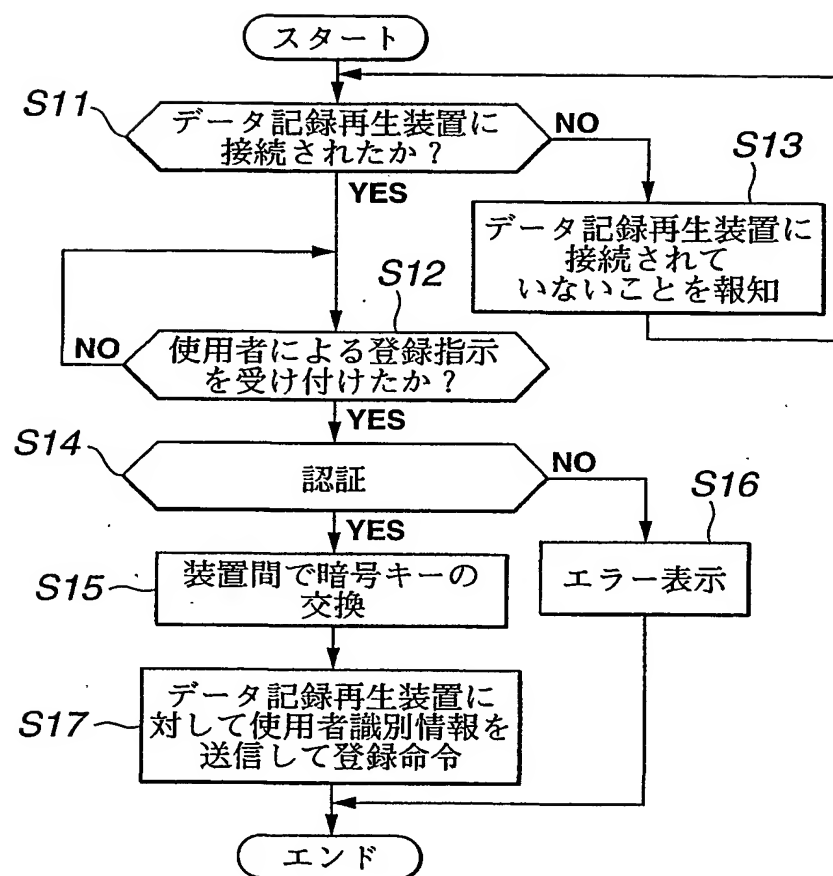 スタート
S11
データ記録再生装置に
接続されたか?
NO
YES
S13
データ記録再生装置に
接続されて
いないことを報知
S12
使用者による登録指示
を受け付けたか?
NO
YES
S14
認証
NO
YES
S16
エラー表示
S15
装置間で暗号キーの
交換
S17
データ記録再生装置に
対して使用者識別情報を
送信して登録命令
エンド